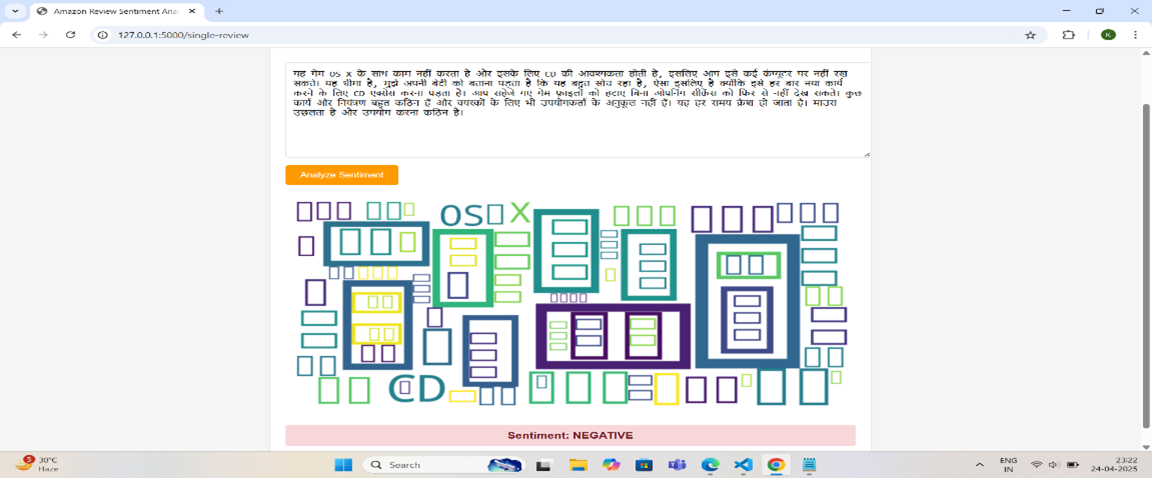 Amazon Review Sentiment Anal
127.0.0.1:5000/single-review
K
यह गेम OS X के साथ काम नहीं करता है और इसके लिए CD की आवश्यकता होती है, इसलिए आप इसे कई कंप्यूटर पर नहीं रख
सकते। यह धीमा है, मुझे अपनी बेटी को बताना पड़ता है कि यह बहुत सोच रहा है, ऐसा इसलिए है क्योंकि इसे हर बार नया कार्य
करने के लिए CD एक्सेस करना पड़ता है। आप सहेजे गए गेम फ़ाइलों को हटाए बिना ओपनिंग सीक्वेंस को फिर से नहीं देख सकते। कुछ
कार्य और नियंत्रण बहुत कठिन हैं और वयस्कों के लिए भी उपयोगकर्ता के अनुकूल नहीं हैं। यह हर समय क्रैश हो जाता है। माउस
उछलता है और उपयोग करना कठिन है।
Analyze Sentiment
OS X
CD
Sentiment: NEGATIVE
5
30°C
Haze
Search
ENG
IN
23:22
24-04-2025